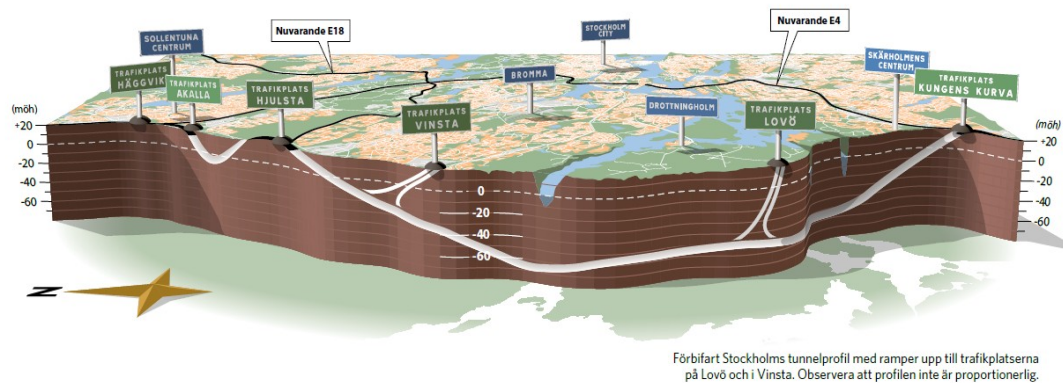 SOLLENTUNA
CENTRUM
Nuvarande E18
STOCKHOLM
CITY
Nuvarande E4
TRAFIKPLATS
HÄGGVIK
TRAFIKPLATS
AKALLA
TRAFIKPLATS
HJULSTA
BROMMA
SKÄRHOLMENS
CENTRUM
TRAFIKPLATS
KUNGENS KURVA
TRAFIKPLATS
VINSTA
DROTTNINGHOLM
TRAFIKPLATS
LOVÖ
(möh)
+20
0
-20
-40
-60
0
-20
-40
-60
(möh)
+20
0
-20
-40
-60
N
Förbifart Stockholms tunnelprofil med ramper upp till trafikplatserna
på Lovö och i Vinsta. Observera att profilen inte är proportionerlig.